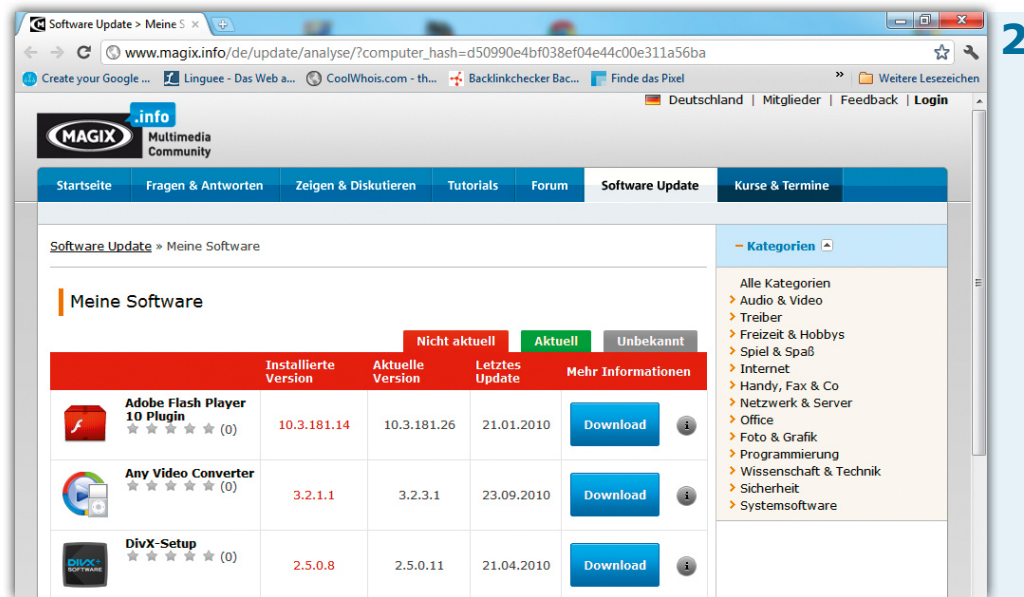 Software Update > Meine S
2
www.magix.info/de/update/analyse/?computer_hash=d50990e4bf038ef04e44c00e311a56ba
Create your Google ... Linguee - Das Web a... CoolWhois.com - th... Backlinkchecker Bac... Finde das Pixel » Weitere Lesezeichen
Deutschland | Mitglieder | Feedback | Login
MAGIX .info
Multimedia
Community
Startseite Fragen & Antworten Zeigen & Diskutieren Tutorials Forum Software Update Kurse & Termine
Software Update » Meine Software
Meine Software
Nicht aktuell Aktuell Unbekannt
Installierte Version Aktuelle Version Letztes Update Mehr Informationen
Adobe Flash Player
10 Plugin
(0)
10.3.181.14 10.3.181.26 21.01.2010 Download i
Any Video Converter
(0)
3.2.1.1 3.2.3.1 23.09.2010 Download i
DIVX+
SOFTWARE
DivX-Setup
(0)
2.5.0.8 2.5.0.11 21.04.2010 Download i
– Kategorien
Alle Kategorien
Audio & Video
Treiber
Freizeit & Hobbys
Spiel & Spaß
Internet
Handy, Fax & Co
Netzwerk & Server
Office
Foto & Grafik
Programmierung
Wissenschaft & Technik
Sicherheit
Systemsoftware